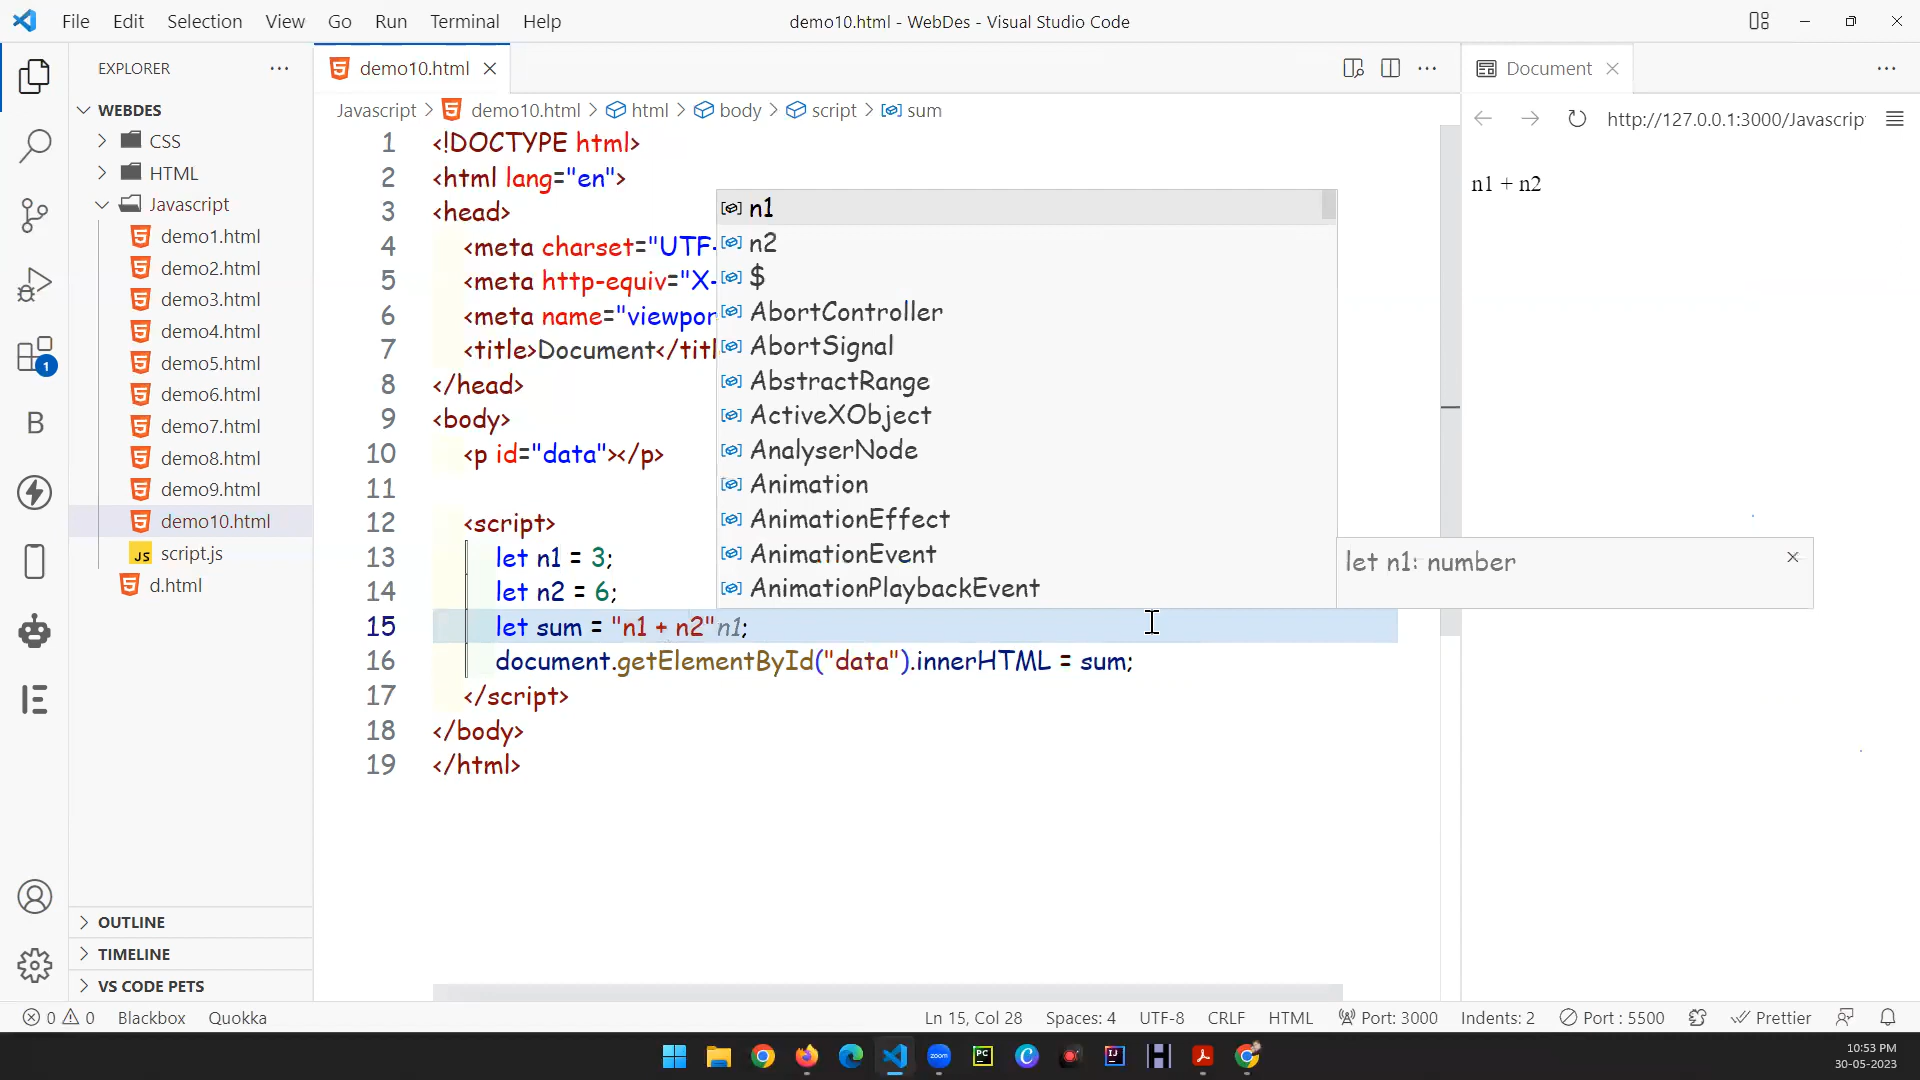 File Edit Selection View Go Run Terminal Help
demo10.html - WebDes - Visual Studio Code
EXPLORER
WEBDES
CSS
HTML
Javascript
demo1.html
demo2.html
demo3.html
demo4.html
demo5.html
demo6.html
demo7.html
demo8.html
demo9.html
demo10.html
JS script.js
d.html
OUTLINE
TIMELINE
VS CODE PETS
1
B
demo10.html
Javascript > demo10.html > html > body > script > sum
1 <!DOCTYPE html>
2 <html lang="en">
3 <head>
4 <meta charset="UTF-
5 <meta http-equiv="X-
6 <meta name="viewpor
7 <title>Document</titl
8 </head>
9 <body>
10 <p id="data"></p>
11
12 <script>
13 let n1 = 3;
14 let n2 = 6;
15 let sum = "n1 + n2"n1;
16 document.getElementById("data").innerHTML = sum;
17 </script>
18 </body>
19 </html>
n1
n2
$
AbortController
AbortSignal
AbstractRange
ActiveXObject
AnalyserNode
Animation
AnimationEffect
AnimationEvent
AnimationPlaybackEvent
let n1: number
Document
http://127.0.0.1:3000/Javascrip
n1 + n2
0 0 Blackbox Quokka
Ln 15, Col 28 Spaces: 4 UTF-8 CRLF HTML Port: 3000 Indents: 2 Port : 5500 Prettier
zoom
PC
C
IJ
H
10:53 PM
30-05-2023